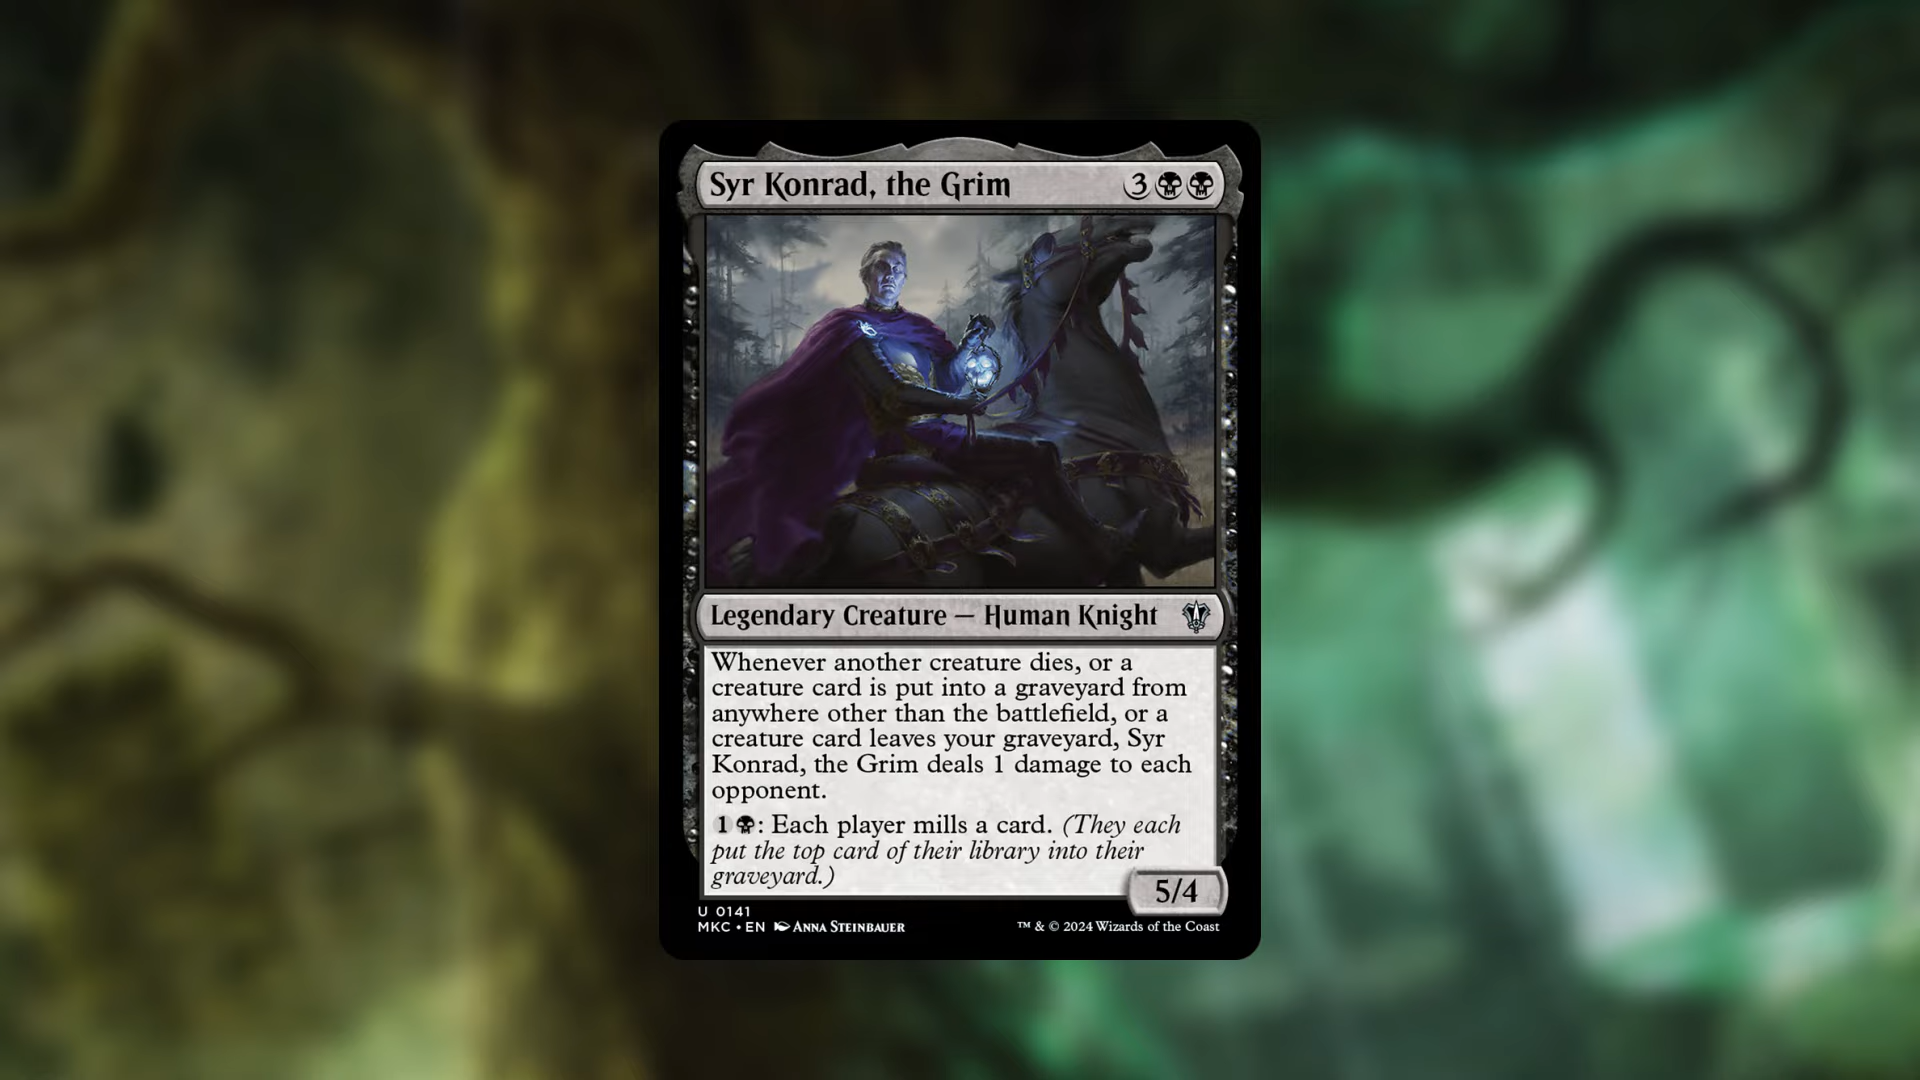 Syr Konrad, the Grim 3
Legendary Creature — Human Knight
Whenever another creature dies, or a
creature card is put into a graveyard from
anywhere other than the battlefield, or a
creature card leaves your graveyard, Syr
Konrad, the Grim deals 1 damage to each
opponent.
1 : Each player mills a card. (They each
put the top card of their library into their
graveyard.)
5/4
U 0141
MKC • EN Anna Steinbauer
™ & © 2024 Wizards of the Coast